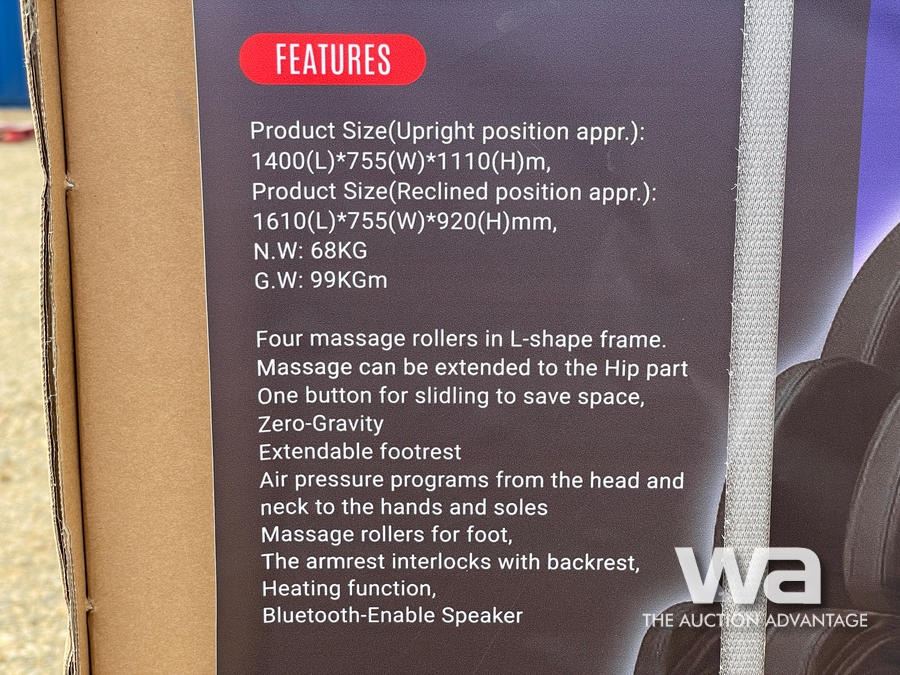 FEATURES
Product Size(Upright position appr.):
1400(L)*755(W)*1110(H)m,
Product Size(Reclined position appr.):
1610(L)*755(W)*920(H)mm,
N.W: 68KG
G.W: 99KGm
Four massage rollers in L-shape frame.
Massage can be extended to the Hip part
One button for slidling to save space,
Zero-Gravity
Extendable footrest
Air pressure programs from the head and
neck to the hands and soles
Massage rollers for foot,
The armrest interlocks with backrest,
Heating function,
Bluetooth-Enable Speaker
wa
THE AUCTION ADVANTAGE